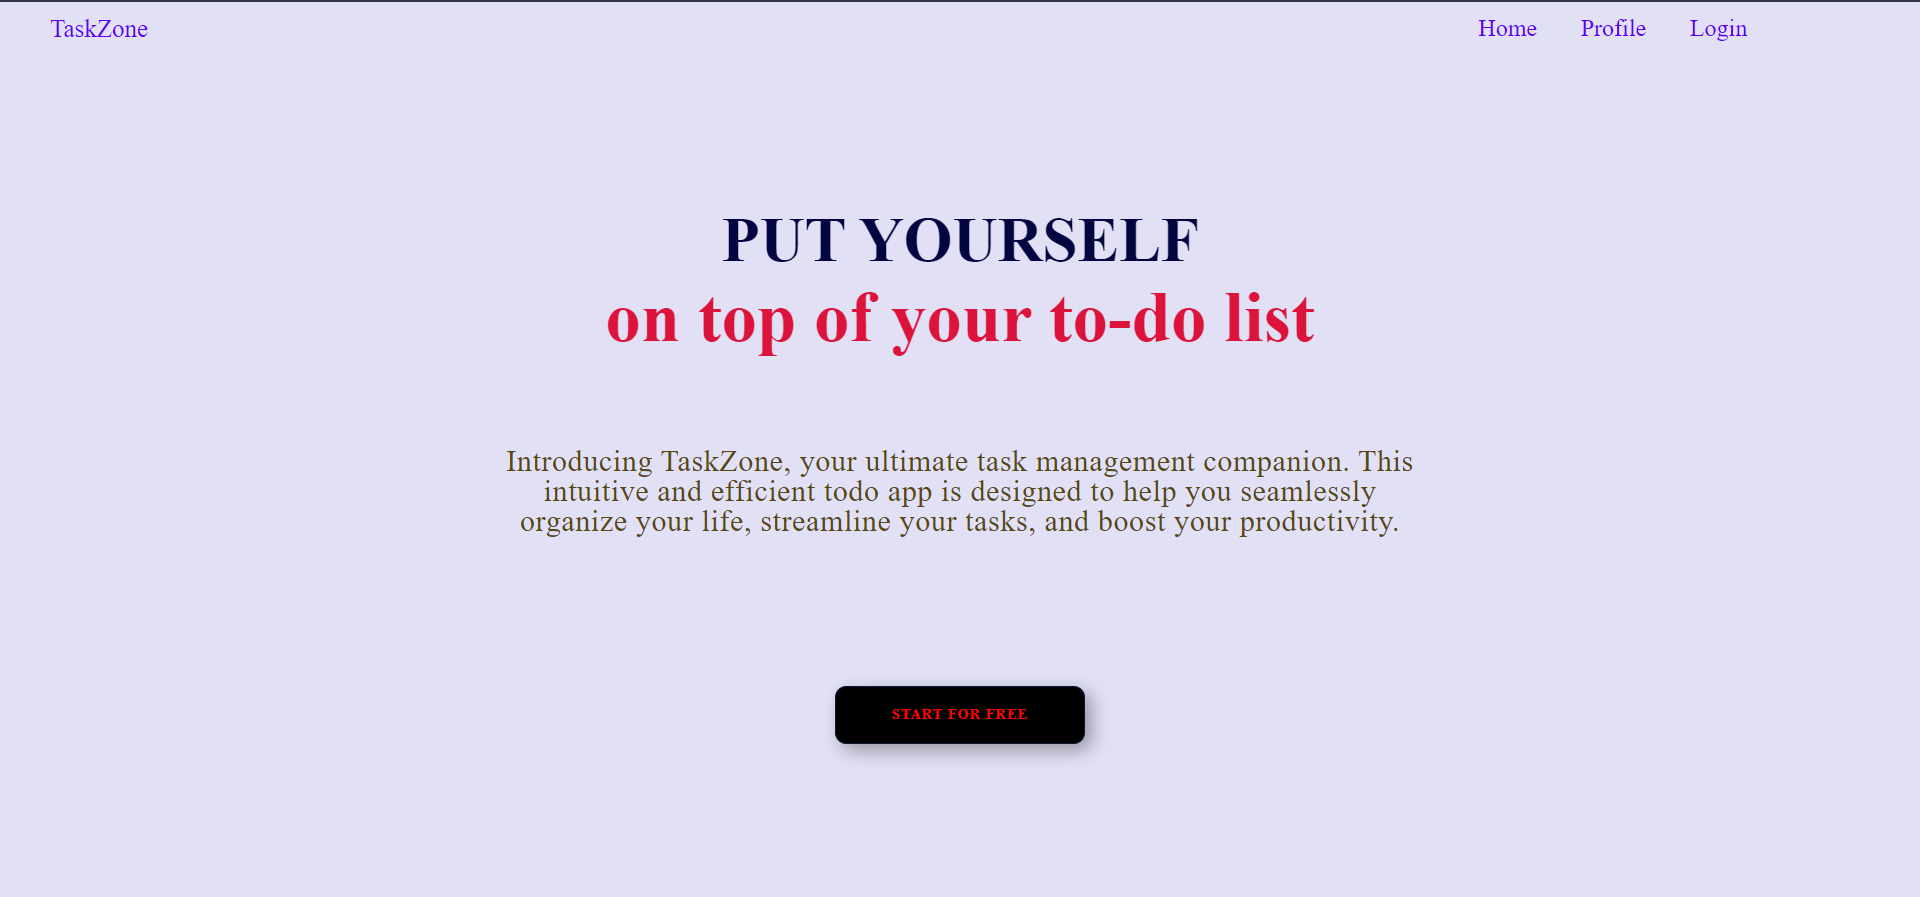 TaskZone
Home Profile Login
PUT YOURSELF
on top of your to-do list
Introducing TaskZone, your ultimate task management companion. This
intuitive and efficient todo app is designed to help you seamlessly
organize your life, streamline your tasks, and boost your productivity.
START FOR FREE